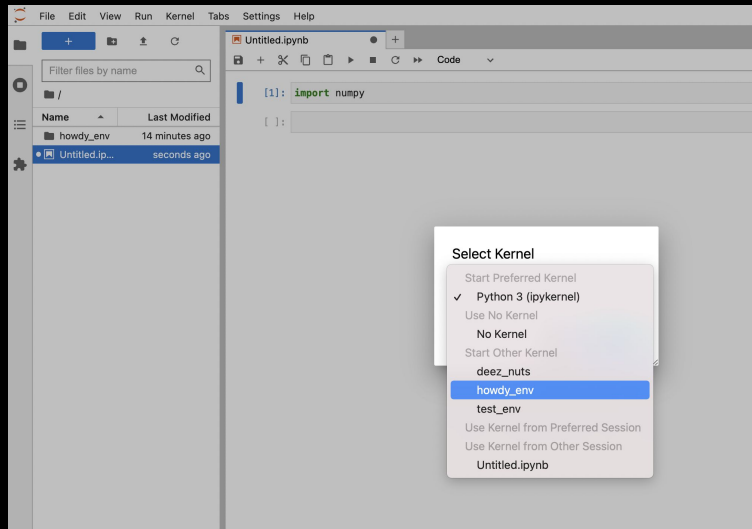 File Edit View Run Kernel Tabs Settings Help
Untitled.ipynb
Code
Filter files by name
/
Name Last Modified
howdy_env 14 minutes ago
Untitled.ip... seconds ago
[1]: import numpy
[ ]:
Select Kernel
Start Preferred Kernel
✓ Python 3 (ipykernel)
Use No Kernel
No Kernel
Start Other Kernel
deez_nuts
howdy_env
test_env
Use Kernel from Preferred Session
Use Kernel from Other Session
Untitled.ipynb